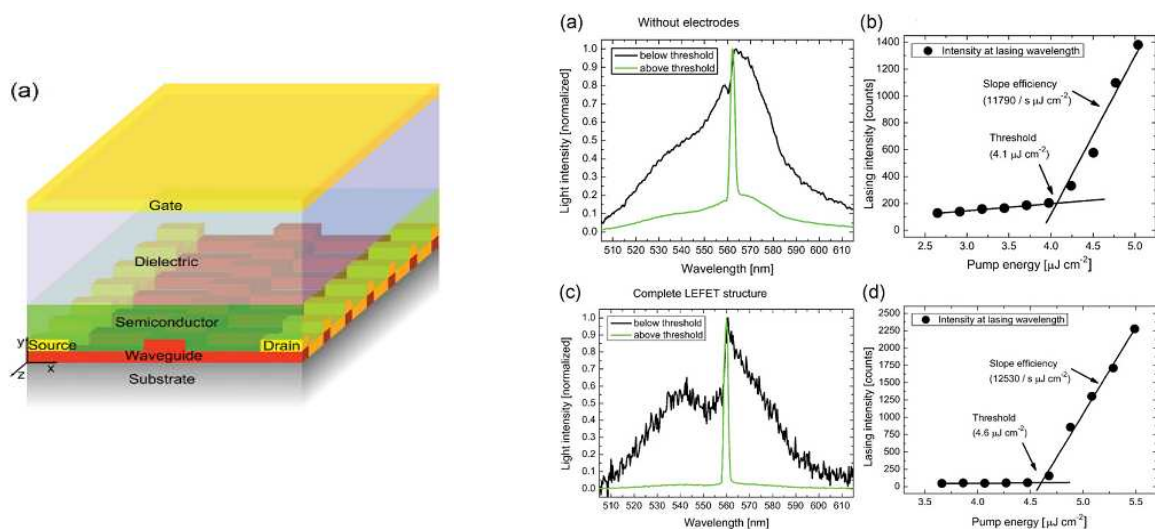 (a)
Gate
Dielectric
Semiconductor
Source
Drain
Waveguide
Substrate
y
x
z
(a)
Without electrodes
below threshold
above threshold
Light intensity [normalized]
1.0
0.9
0.8
0.7
0.6
0.5
0.4
0.3
0.2
0.1
0.0
510 520 530 540 550 560 570 580 590 600 610
Wavelength [nm]
(b)
Intensity at lasing wavelength
Slope efficiency
(11790 / s μJ cm⁻²)
Threshold
(4.1 μJ cm⁻²)
Lasing intensity [counts]
1400
1200
1000
800
600
400
200
0
2.5 3.0 3.5 4.0 4.5 5.0
Pump energy [μJ cm⁻²]
(c)
Complete LEFET structure
below threshold
above threshold
Light intensity [normalized]
1.0
0.9
0.8
0.7
0.6
0.5
0.4
0.3
0.2
0.1
0.0
510 520 530 540 550 560 570 580 590 600 610
Wavelength [nm]
(d)
Intensity at lasing wavelength
Slope efficiency
(12530 / s μJ cm⁻²)
Threshold
(4.6 μJ cm⁻²)
Lasing intensity [counts]
2500
2250
2000
1750
1500
1250
1000
750
500
250
0
3.5 4.0 4.5 5.0 5.5
Pump energy [μJ cm⁻²]